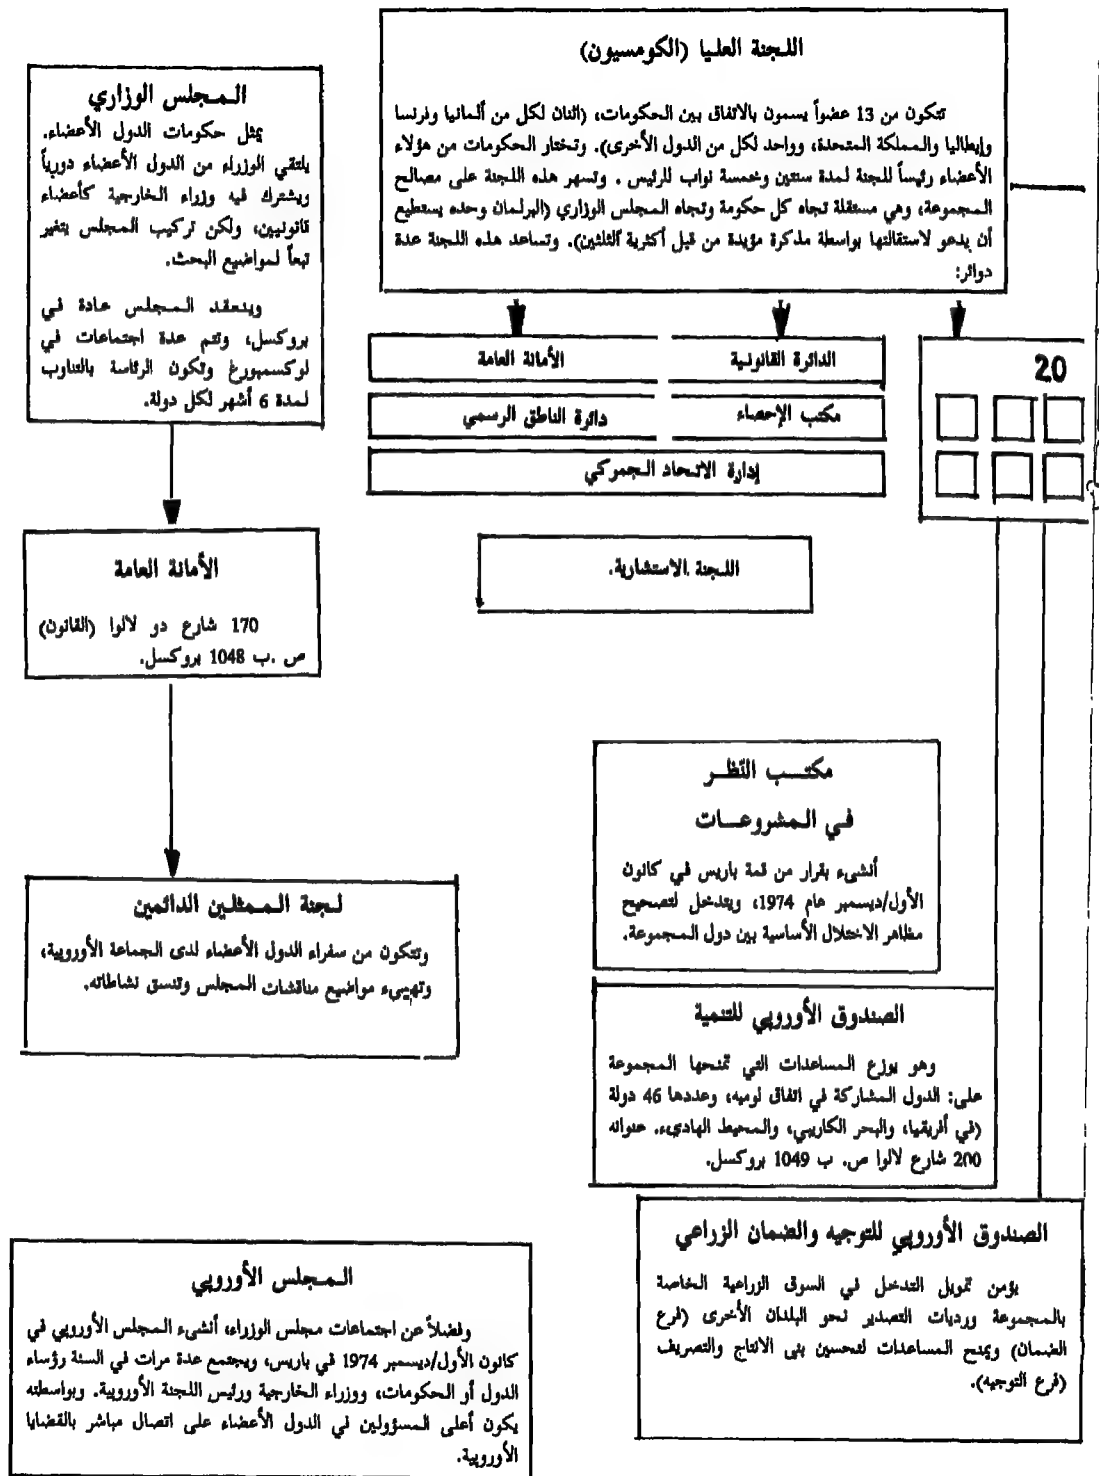 اللجنة العليا (الكومسيون)
تتكون من 13 عضواً يسمون بالاتفاق بين الحكومات، (اثنان لكل من ألمانيا وفرنسا
وإيطاليا والمملكة المتحدة، وواحد لكل من الدول الأخرى). وتختار الحكومات من هؤلاء
الأعضاء رئيساً للجنة لمدة سنتين وخمسة نواب للرئيس . وتسهر هذه اللجنة على مصالح
المجموعة، وهي مستقلة تجاه كل حكومة وتجاه المجلس الوزاري (البرلمان وحده يستطيع
أن يدعو لاستقالتها بواسطة مذكرة مؤيدة من قبل أكثرية الثلثين). وتساعد هذه اللجنة عدة
دوائر:
المجلس الوزاري
يمثل حكومات الدول الأعضاء.
يلتقي الوزراء من الدول الأعضاء دورياً
ويشترك فيه وزراء الخارجية كأعضاء
قانونيين، ولكن تركيب المجلس يتغير
تبعاً لمواضيع البحث.
وينعقد المجلس عادة في
بروكسل، وتتم عدة اجتماعات في
لوكسمبورغ وتكون الرئاسة بالتناوب
لمدة 6 أشهر لكل دولة.
20
الدائرة القانونية
الأمانة العامة
مكتب الإحصاء
دائرة الناطق الرسمي
إدارة الاتحاد الجمركي
اللجنة الاستشارية.
الأمانة العامة
170 شارع دو لالوا (القانون)
ص .ب 1048 بروكسل.
مكتب النظر
في المشروعات
أنشىء بقرار من قمة باريس في كانون
الأول/ديسمبر عام 1974، ويتدخل لتصحيح
مظاهر الاختلال الأساسية بين دول المجموعة.
لجنة الممثلين الدائمين
وتتكون من سفراء الدول الأعضاء لدى الجماعة الأوروبية،
وتهيىء مواضيع مناقشات المجلس وتنسق نشاطاته.
الصندوق الأوروبي للتنمية
وهو يوزع المساعدات التي تمنحها المجموعة
على: الدول المشاركة في اتفاق لوميه، وعددها 46 دولة
(في أفريقيا، والبحر الكاريبي، والمحيط الهاديء. عنوانه
200 شارع لالوا ص. ب 1049 بروكسل.
الصندوق الأوروبي للتوجيه والضمان الزراعي
يؤمن تمويل التدخل في السوق الزراعية الخاصة
بالمجموعة ورديات التصدير نحو البلدان الأخرى (فرع
الضمان) ويمنح المساعدات لتحسين بنى الانتاج والتصريف
(فرع التوجيه).
المجلس الأوروبي
وفضلاً عن اجتماعات مجلس الوزراء، أنشىء المجلس الأوروبي في
كانون الأول/ديسمبر 1974 في باريس، ويجتمع عدة مرات في السنة رؤساء
الدول أو الحكومات، ووزراء الخارجية ورئيس اللجنة الأوروبية. وبواسطته
يكون أعلى المسؤولين في الدول الأعضاء على اتصال مباشر بالقضايا
الأوروبية.